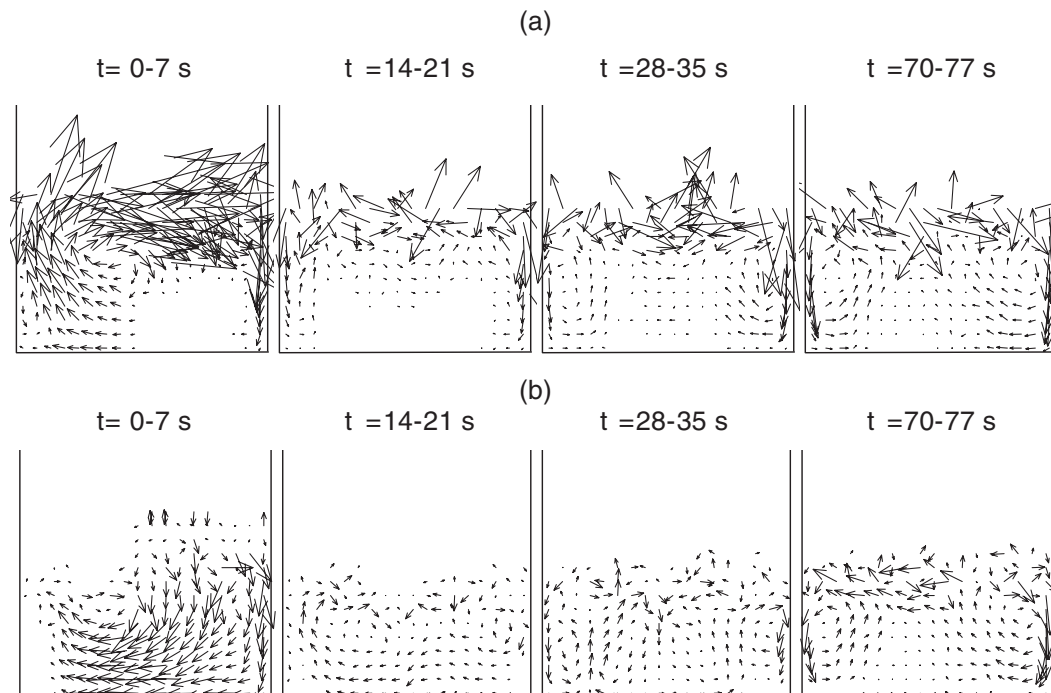 (a)
t= 0-7 s t =14-21 s t =28-35 s t =70-77 s
(b)
t= 0-7 s t =14-21 s t =28-35 s t =70-77 s